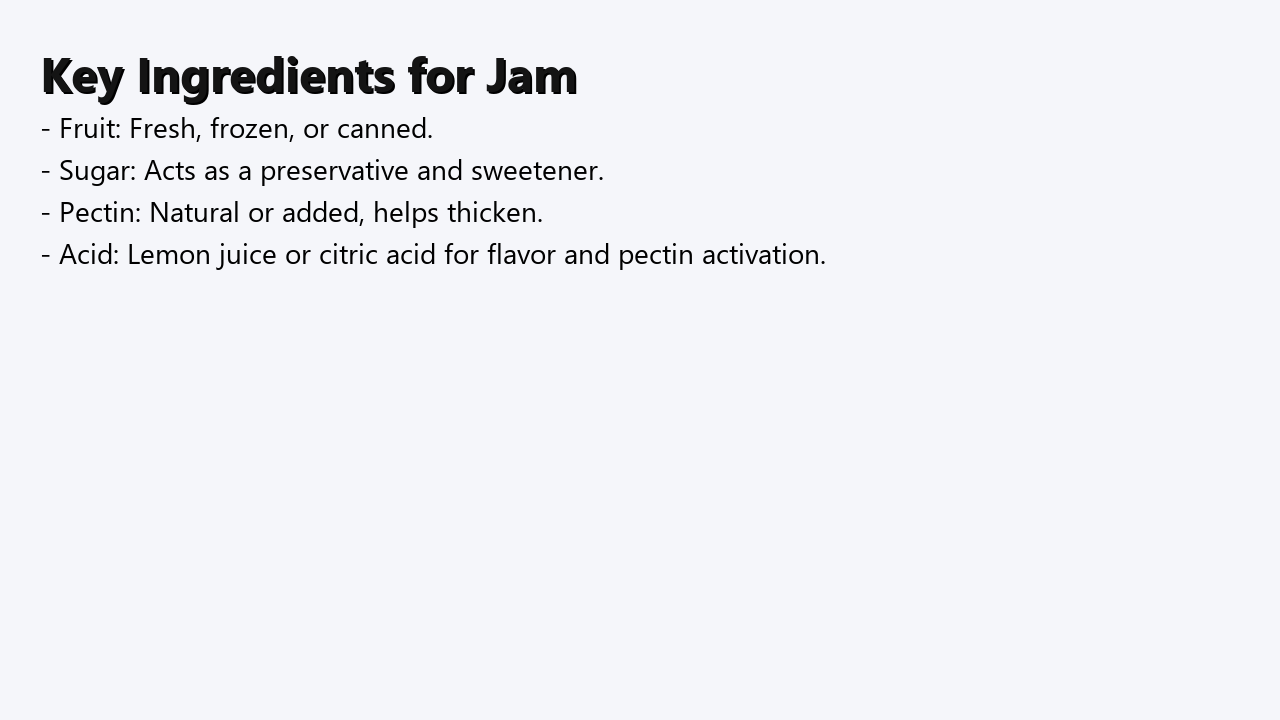 Key Ingredients for Jam
- Fruit: Fresh, frozen, or canned.
- Sugar: Acts as a preservative and sweetener.
- Pectin: Natural or added, helps thicken.
- Acid: Lemon juice or citric acid for flavor and pectin activation.